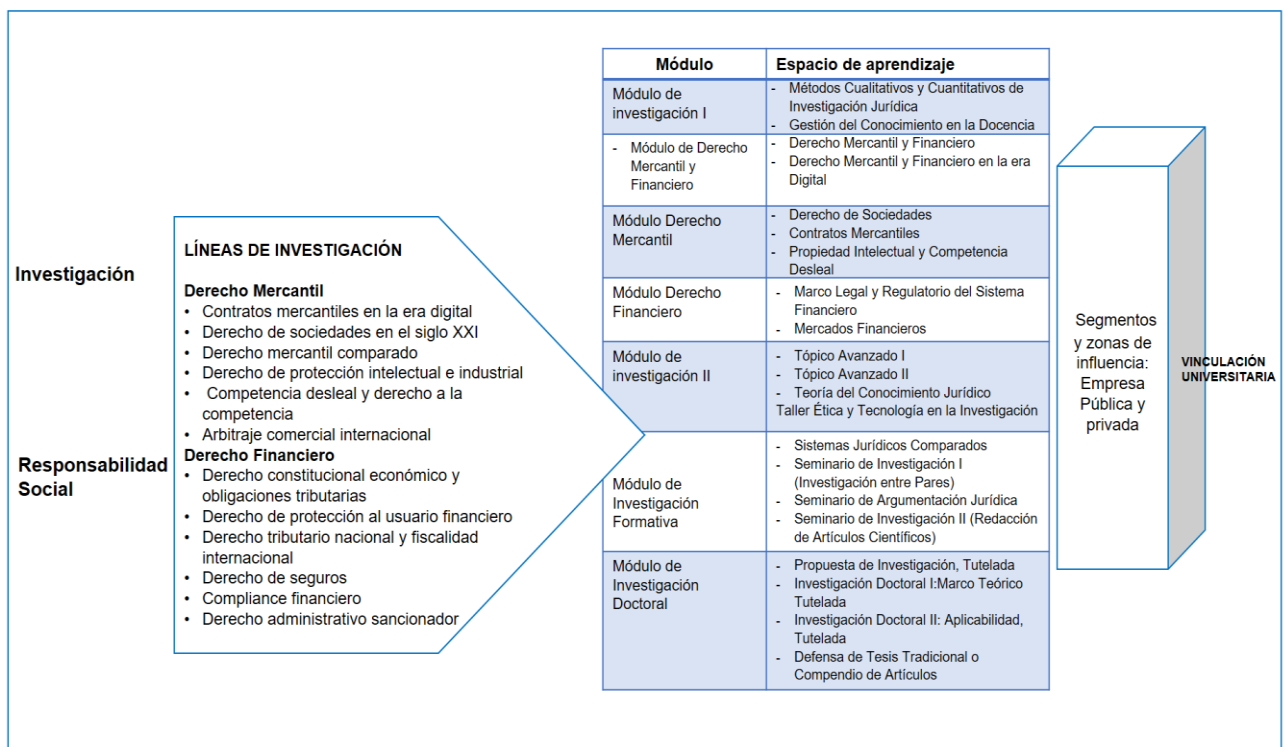 Investigación
Responsabilidad
Social
LÍNEAS DE INVESTIGACIÓN
Derecho Mercantil
• Contratos mercantiles en la era digital
• Derecho de sociedades en el siglo XXI
• Derecho mercantil comparado
• Derecho de protección intelectual e industrial
• Competencia desleal y derecho a la
competencia
• Arbitraje comercial internacional
Derecho Financiero
• Derecho constitucional económico y
obligaciones tributarias
• Derecho de protección al usuario financiero
• Derecho tributario nacional y fiscalidad
internacional
• Derecho de seguros
• Compliance financiero
• Derecho administrativo sancionador
Módulo
Espacio de aprendizaje
Módulo de
investigación I
- Métodos Cualitativos y Cuantitativos de
Investigación Jurídica
- Gestión del Conocimiento en la Docencia
- Módulo de Derecho
Mercantil y
Financiero
- Derecho Mercantil y Financiero
- Derecho Mercantil y Financiero en la era
Digital
Módulo Derecho
Mercantil
- Derecho de Sociedades
- Contratos Mercantiles
- Propiedad Intelectual y Competencia
Desleal
Módulo Derecho
Financiero
- Marco Legal y Regulatorio del Sistema
Financiero
- Mercados Financieros
Módulo de
investigación II
- Tópico Avanzado I
- Tópico Avanzado II
- Teoría del Conocimiento Jurídico
Taller Ética y Tecnología en la Investigación
Módulo de
Investigación
Formativa
- Sistemas Jurídicos Comparados
- Seminario de Investigación I
(Investigación entre Pares)
- Seminario de Argumentación Jurídica
- Seminario de Investigación II (Redacción
de Artículos Científicos)
Módulo de
Investigación
Doctoral
- Propuesta de Investigación, Tutelada
- Investigación Doctoral I:Marco Teórico
Tutelada
- Investigación Doctoral II: Aplicabilidad,
Tutelada
- Defensa de Tesis Tradicional o
Compendio de Artículos
Segmentos
y zonas de
influencia:
Empresa
Pública y
privada
VINCULACIÓN
UNIVERSITARIA